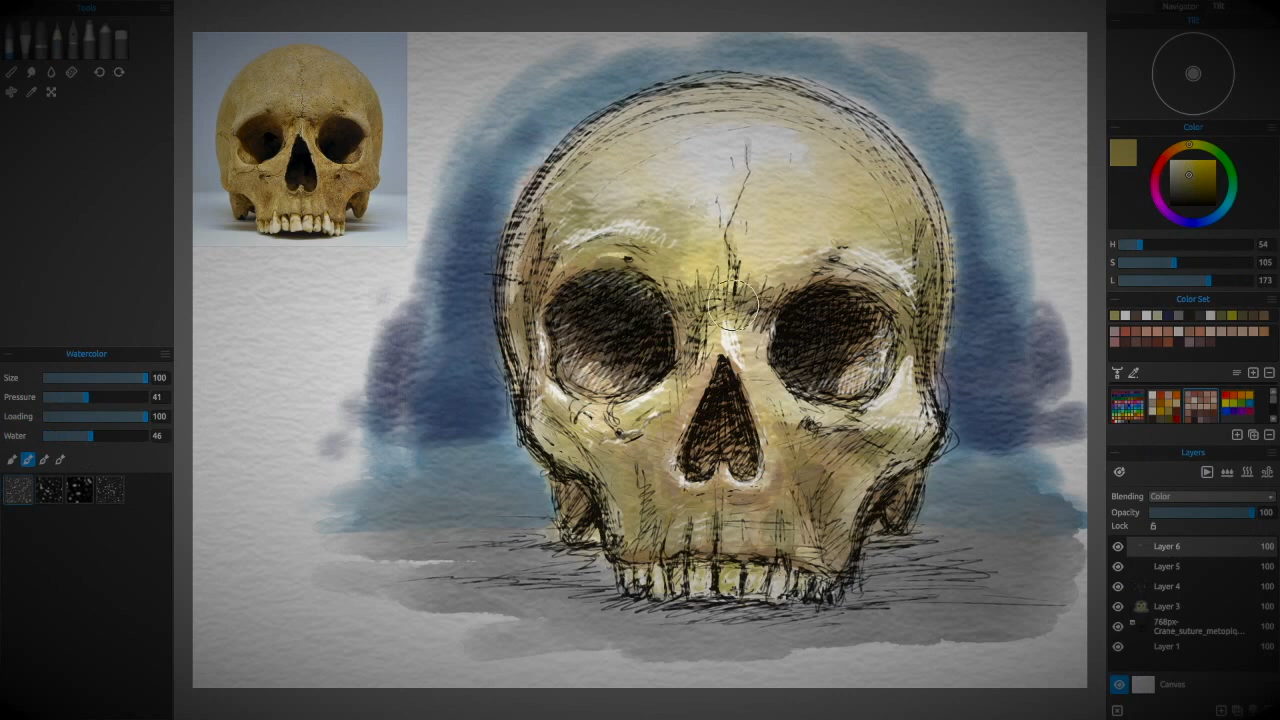 Tools
Navigator
Tilt
Tilt
Color
H
54
S
105
L
173
Color Set
Watercolor
Size
100
Pressure
41
Loading
100
Water
46
Layers
Blending
Color
Opacity
100
Lock
Layer 6
100
Layer 5
100
Layer 4
100
Layer 3
100
768px-
Crane_suture_metopiq...
100
Layer 1
100
Canvas